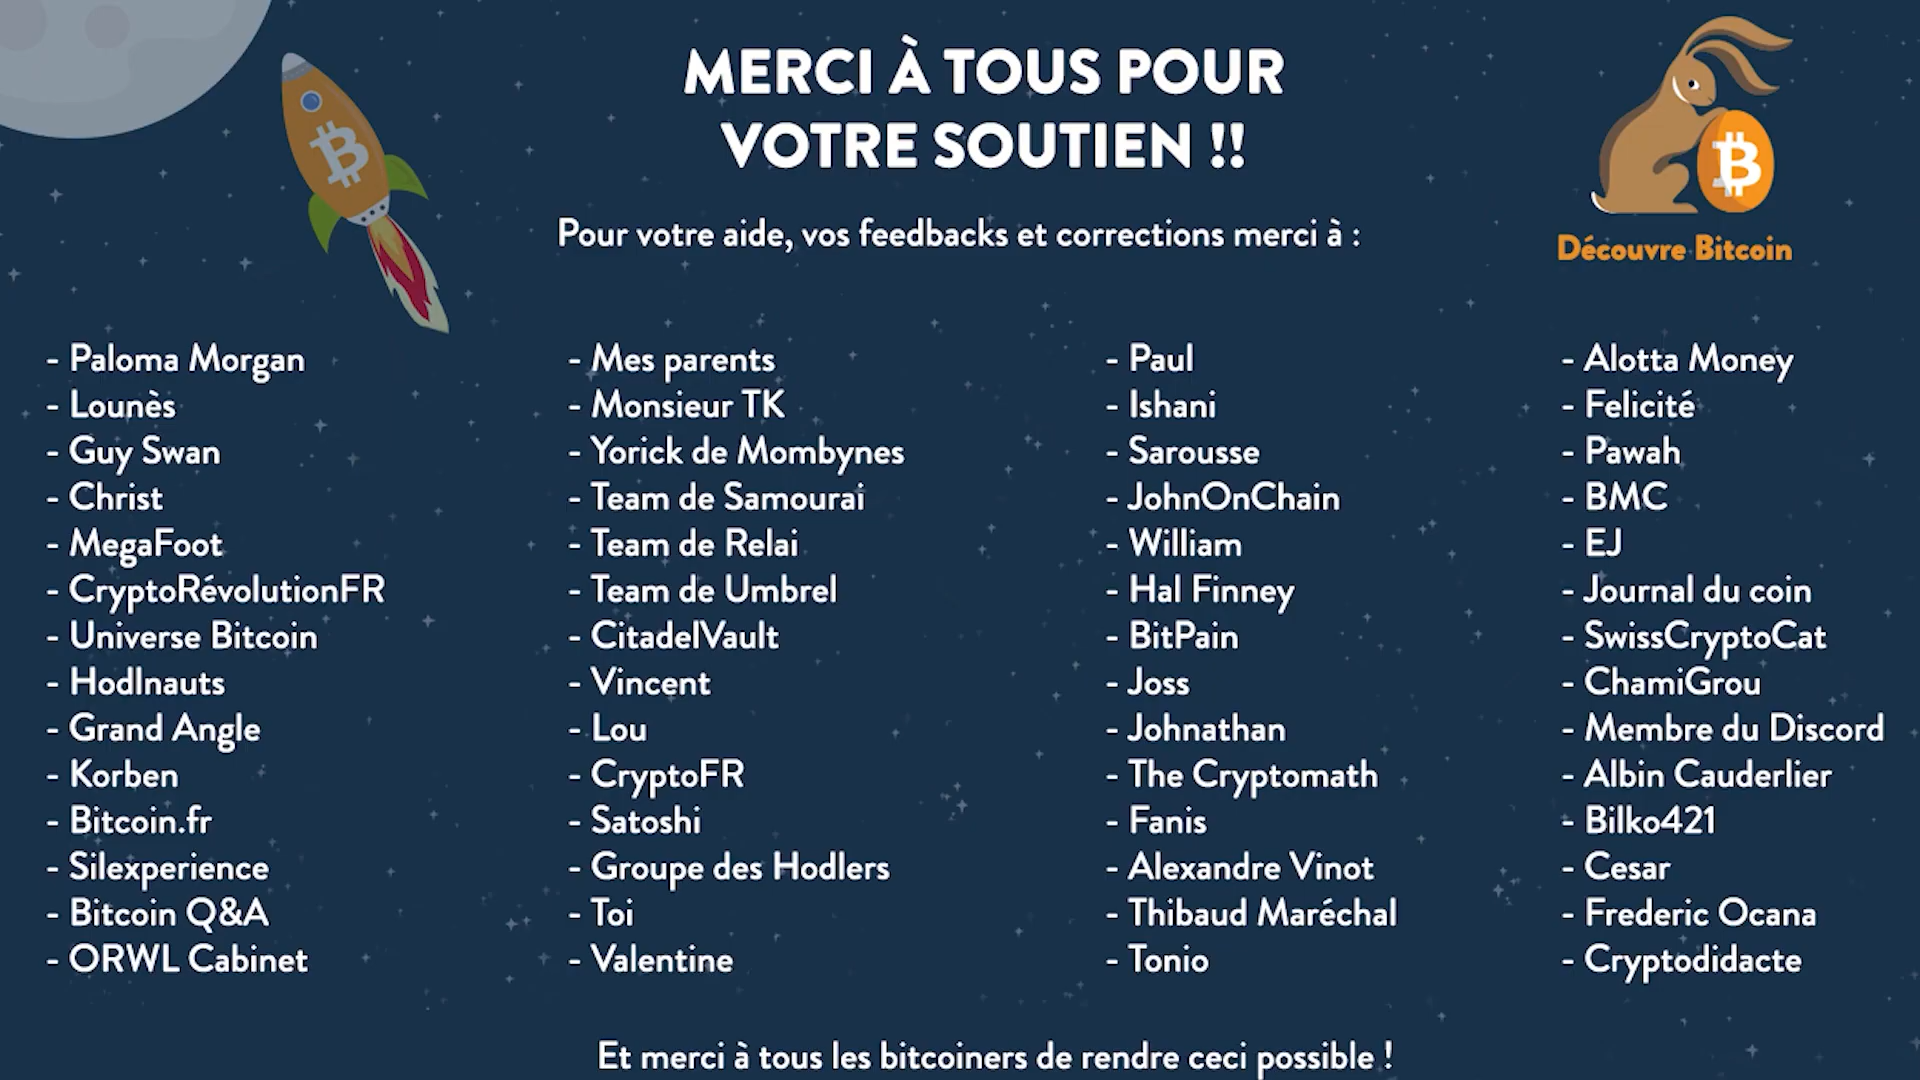 MERCI À TOUS POUR
VOTRE SOUTIEN !!
Découvre Bitcoin
Pour votre aide, vos feedbacks et corrections merci à :
- Paloma Morgan
- Lounès
- Guy Swan
- Christ
- MegaFoot
- CryptoRévolutionFR
- Universe Bitcoin
- Hodlnauts
- Grand Angle
- Korben
- Bitcoin.fr
- Silexperience
- Bitcoin Q&A
- ORWL Cabinet
- Mes parents
- Monsieur TK
- Yorick de Mombynes
- Team de Samourai
- Team de Relai
- Team de Umbrel
- CitadelVault
- Vincent
- Lou
- CryptoFR
- Satoshi
- Groupe des Hodlers
- Toi
- Valentine
- Paul
- Ishani
- Sarousse
- JohnOnChain
- William
- Hal Finney
- BitPain
- Joss
- Johnathan
- The Cryptomath
- Fanis
- Alexandre Vinot
- Thibaud Maréchal
- Tonio
- Alotta Money
- Felicité
- Pawah
- BMC
- EJ
- Journal du coin
- SwissCryptoCat
- ChamiGrou
- Membre du Discord
- Albin Cauderlier
- Bilko421
- Cesar
- Frederic Ocana
- Cryptodidacte
Et merci à tous les bitcoiners de rendre ceci possible !